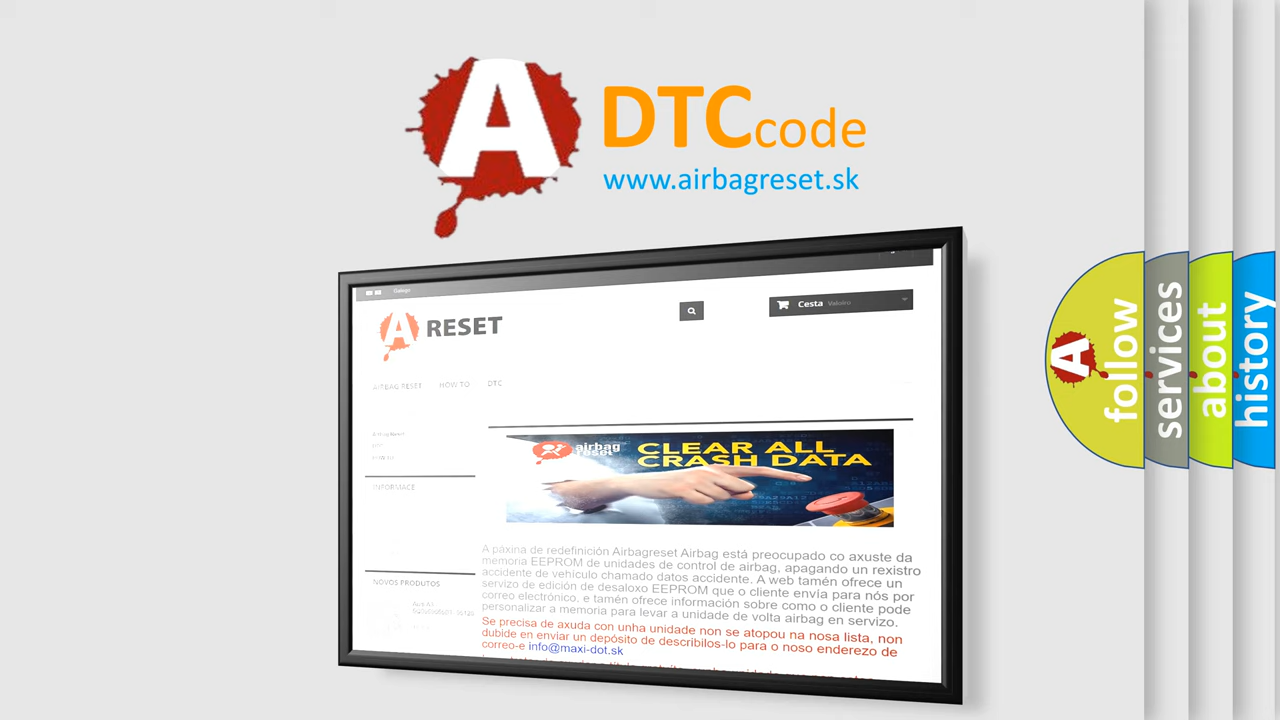 A
DTCcode
www.airbagreset.sk
Galego
A RESET
Cesta Valeiro
AIRBAG RESET HOW TO DTC
HOW TO
INFORMACE
airbag
reset
CLEAR ALL
CRASH DATA
A páxina de redefinición Airbagreset Airbag está preocupado co axuste da
memoria EEPROM de unidades de control de airbag, apagando un rexistro
accidente de vehículo chamado datos accidente. A web tamén ofrece un
servizo de edición de desaloxo EEPROM que o cliente envía para nós por
correo electrónico, e tamén ofrece información sobre como o cliente pode
personalizar a memoria para levar a unidade de volta airbag en servizo.
Se precisa de axuda con unha unidade non se atopou na nosa lista, non
dubide en enviar un depósito de describilos-lo para o noso enderezo de
correo-e info@maxi-dot.sk
NOVOS PRODUTOS
A
follow
services
about
history